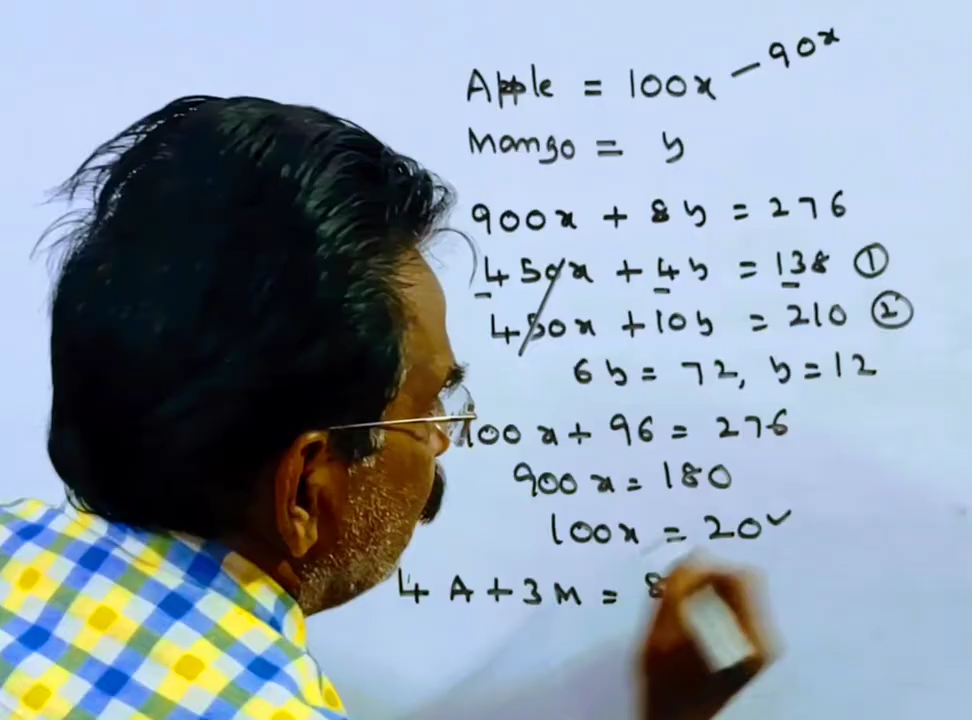 Apple = 100x - 90x
Mango = y
900x + 8y = 276
450x + 4y = 138 ①
450x + 10y = 210 ②
6y = 72, y = 12
00x + 96 = 276
900x = 180
100x = 20✓
4A + 3M = 8